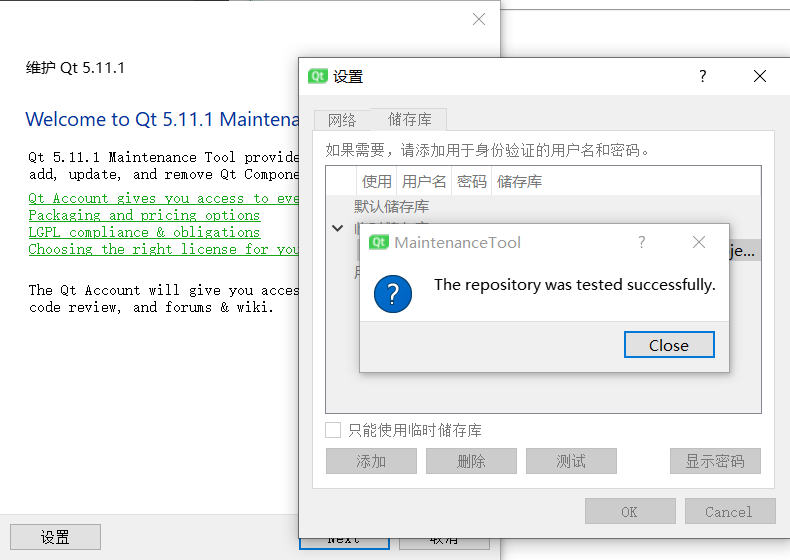 维护 Qt 5.11.1
Welcome to Qt 5.11.1 Maintena
Qt 5.11.1 Maintenance Tool provide
add, update, and remove Qt Compone
Qt Account gives you access to eve
Packaging and pricing options
LGPL compliance & obligations
Choosing the right license for you
The Qt Account will give you acces
code review, and forums & wiki.
设置
Next
取消
Qt 设置
?
网络 储存库
如果需要，请添加用于身份验证的用户名和密码。
使用 用户名 密码 储存库
默认储存库
je...
Qt MaintenanceTool
?
The repository was tested successfully.
?
Close
只能使用临时储存库
添加 删除 测试 显示密码
OK Cancel